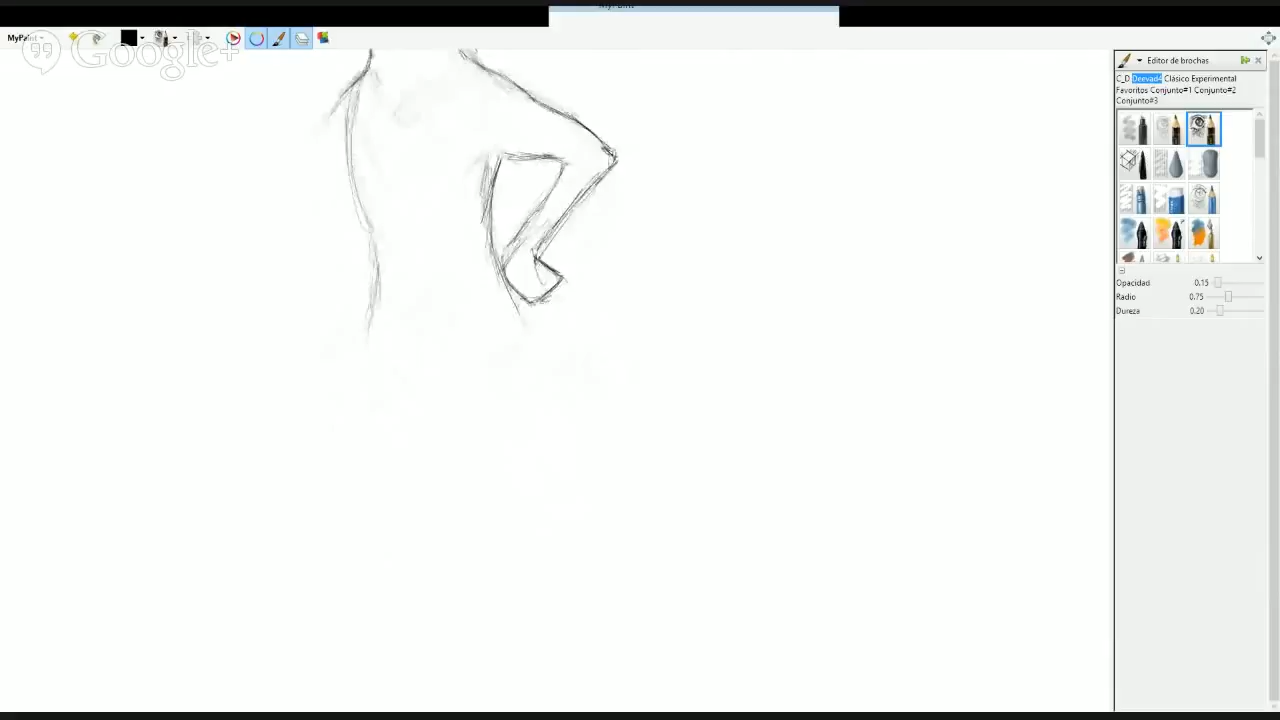 MyPaint
MyPaint
Google+
Editor de brochas
C_D Deevad4 Clásico Experimental
Favoritos Conjunto#1 Conjunto#2
Conjunto#3
Opacidad 0.15
Radio 0.75
Dureza 0.20